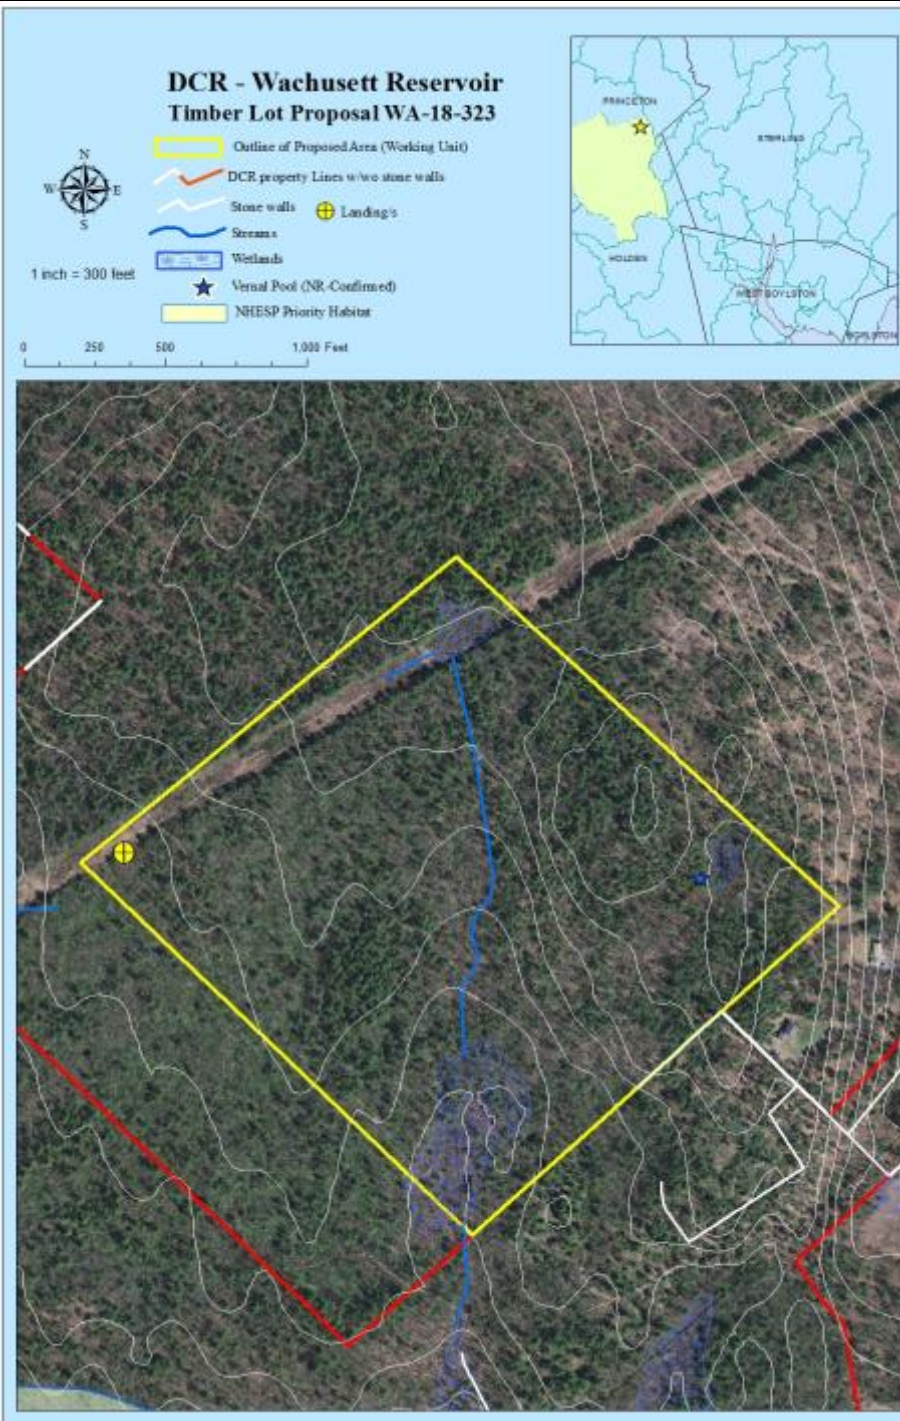 DCR - Wachusett Reservoir
Timber Lot Proposal WA-18-323
Outline of Proposed Area (Working Unit)
DCR property Lines w/wo stone walls
Stone walls
Landing/s
Streams
Wetlands
Vernal Pool (NR-Confirmed)
NHESP Priority Habitat
N
W
E
S
1 inch = 300 feet
0 250 500 1,000 Feet
PRINCETON
STERLING
HOLDEN
WEST BOYLSTON
BOYLSTON